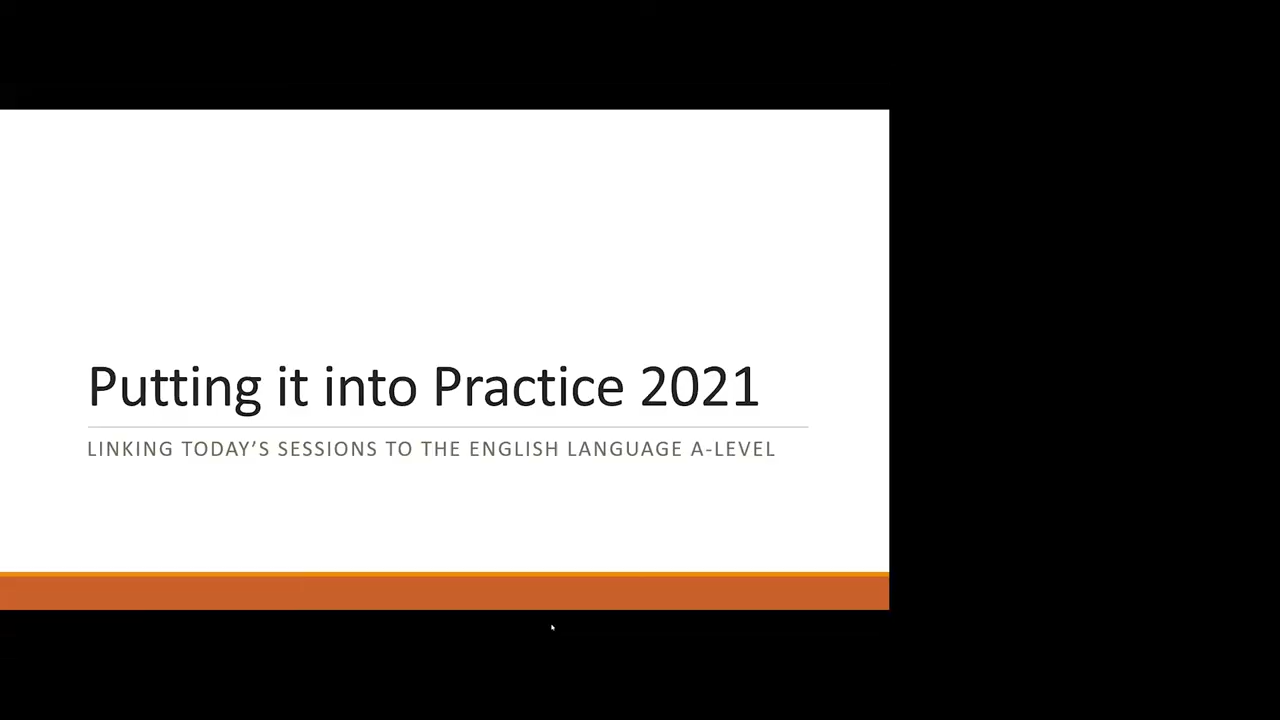 Putting it into Practice 2021
LINKING TODAY’S SESSIONS TO THE ENGLISH LANGUAGE A-LEVEL